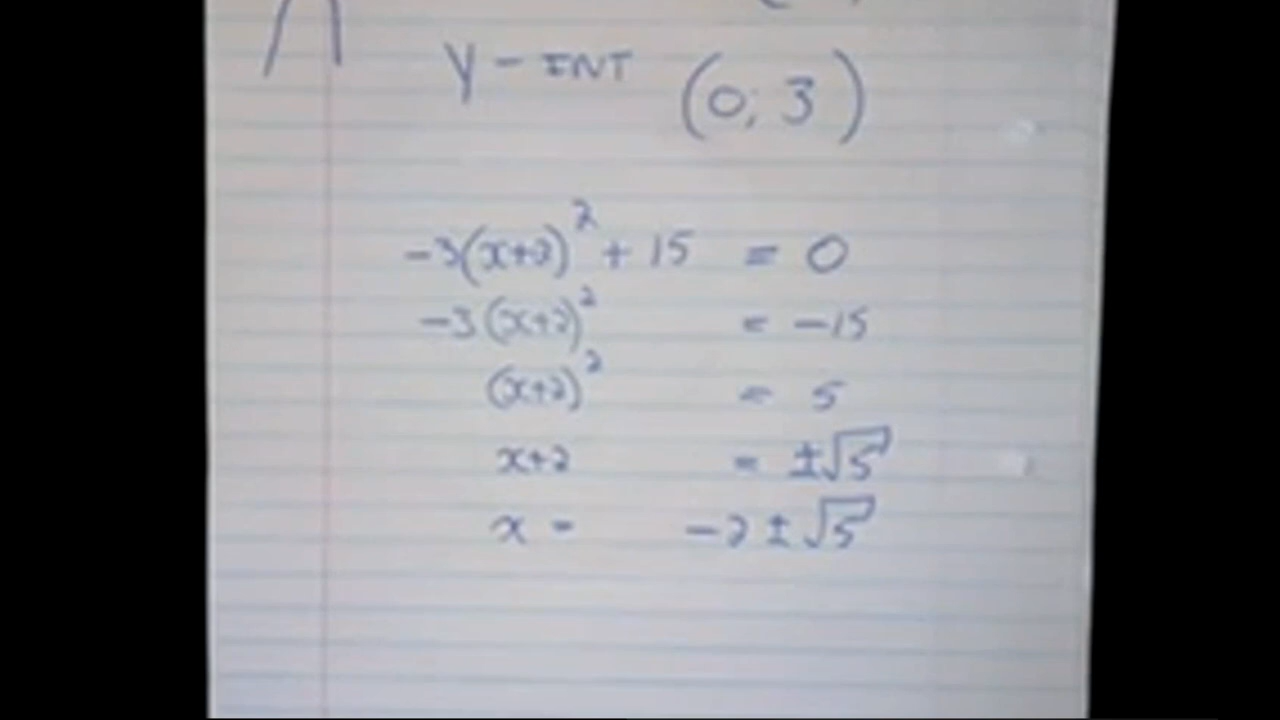 y - INT (0; 3)
-3(x+2)² + 15 = 0
-3(x+2)² = -15
(x+2)² = 5
x+2 = ±√5
x = -2 ± √5